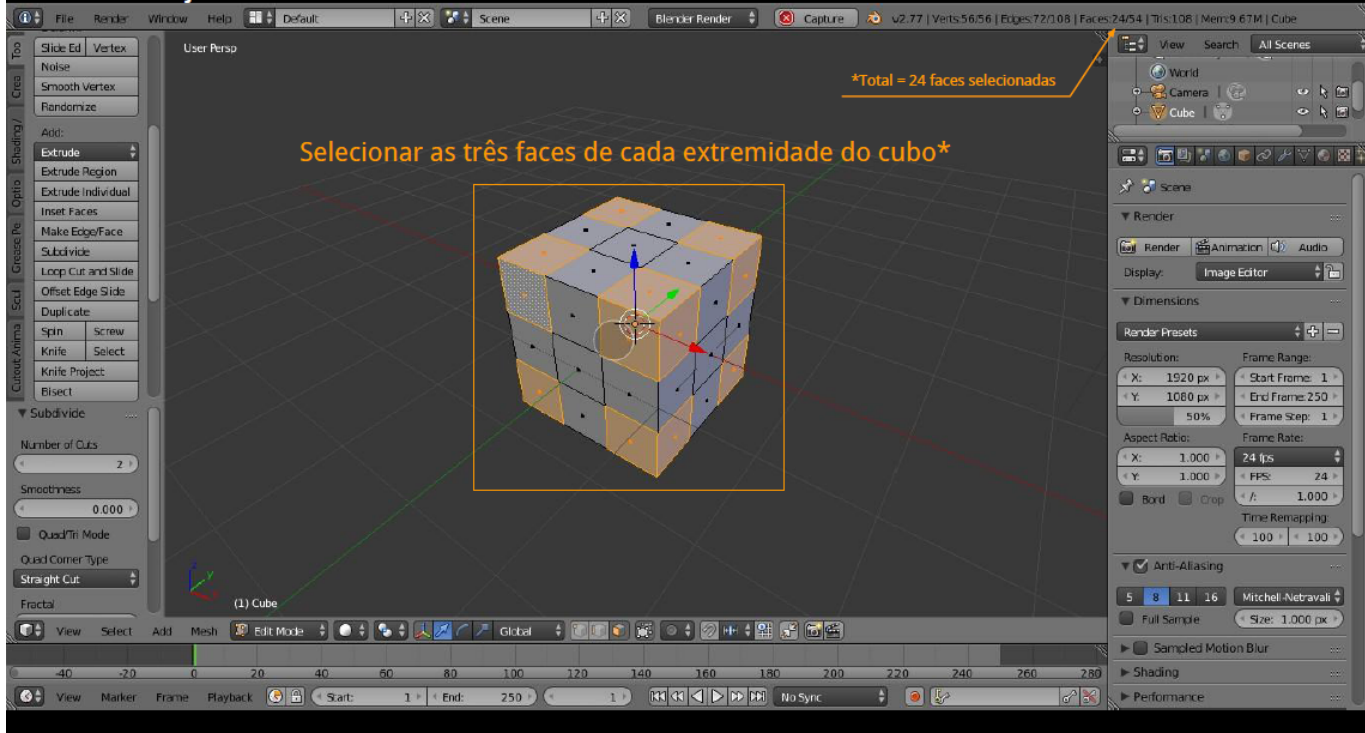 File Render Window Help Default Scene Blender Render Capture v2.77 | Verts:56/56 | Edges:72/108 | Faces:24/54 | Tris:108 | Mem:9.67M | Cube
Too
Crea
Shading /
Optio
Grease Pe
Scul
Cutout Anima
Slide Ed Vertex
Noise
Smooth Vertex
Randomize
Add:
Extrude
Extrude Region
Extrude Individual
Inset Faces
Make Edge/Face
Subdivide
Loop Cut and Slide
Offset Edge Slide
Duplicate
Spin Screw
Knife Select
Knife Project
Bisect
Subdivide
Number of Cuts
2
Smoothness
0.000
Quad/Tri Mode
Quad Corner Type
Straight Cut
Fractal
User Persp
*Total = 24 faces selecionadas
Selecionar as três faces de cada extremidade do cubo*
z
y
(1) Cube
View Select Add Mesh Edit Mode Global
-40 -20 0 20 40 60 80 100 120 140 160 180 200 220 240 260 280
View Marker Frame Playback Start: 1 End: 250 1 No Sync
View Search All Scenes
World
Camera
Cube
Scene
Render
Render Animation Audio
Display: Image Editor
Dimensions
Render Presets
Resolution: Frame Range:
X: 1920 px Start Frame: 1
Y: 1080 px End Frame: 250
50% Frame Step: 1
Aspect Ratio: Frame Rate:
X: 1.000 24 fps
Y: 1.000 FPS: 24
Bord Crop /: 1.000
Time Remapping:
100 100
Anti-Aliasing
5 8 11 16 Mitchell-Netravali
Full Sample Size: 1.000 px
Sampled Motion Blur
Shading
Performance